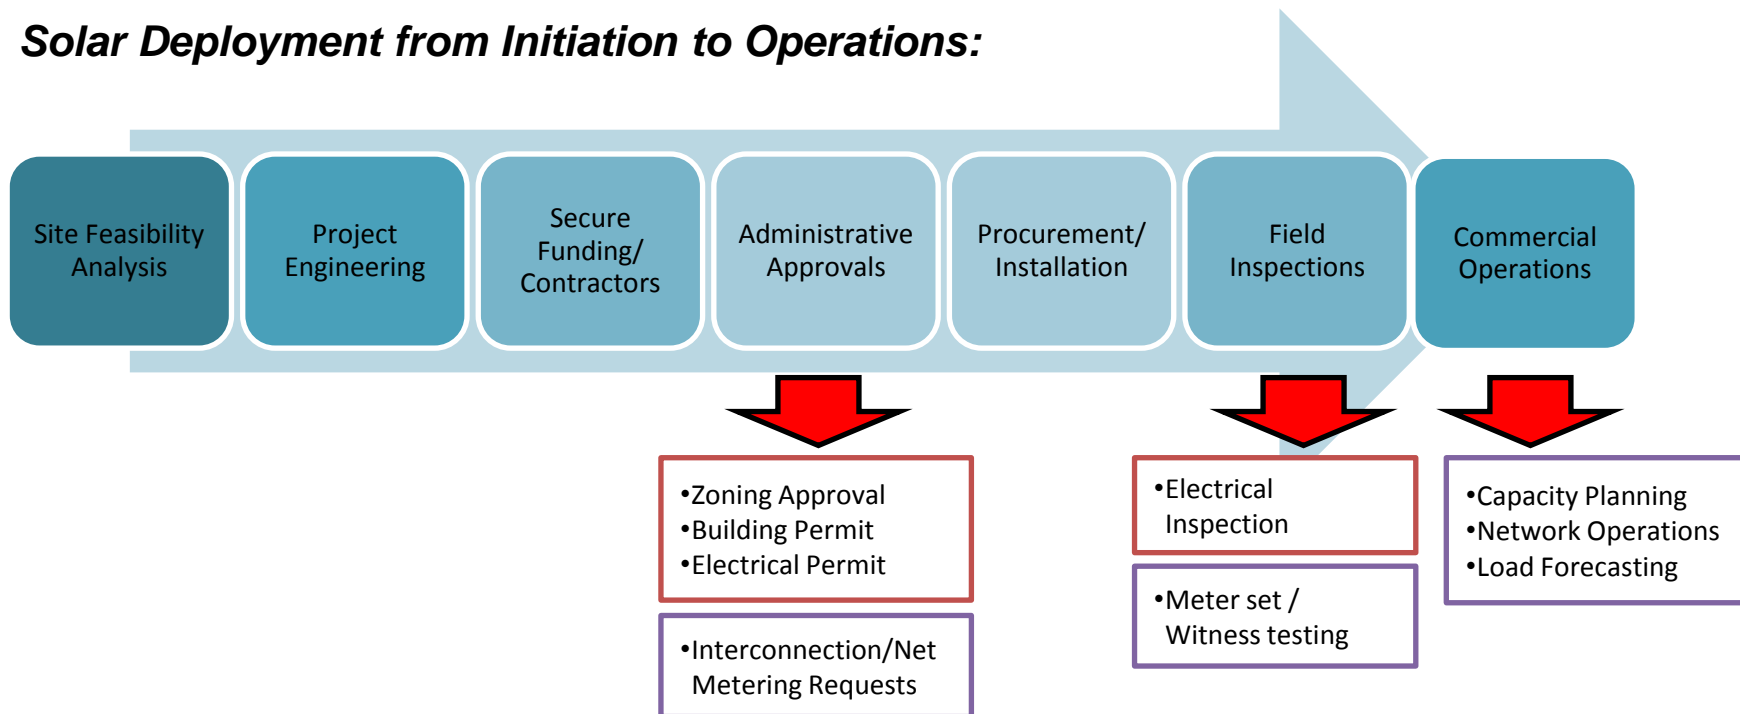 Solar Deployment from Initiation to Operations:
Site Feasibility
Analysis
Project
Engineering
Secure
Funding/
Contractors
Administrative
Approvals
Procurement/
Installation
Field
Inspections
Commercial
Operations
•Zoning Approval
•Building Permit
•Electrical Permit
•Interconnection/Net
Metering Requests
•Electrical
Inspection
•Meter set /
Witness testing
•Capacity Planning
•Network Operations
•Load Forecasting